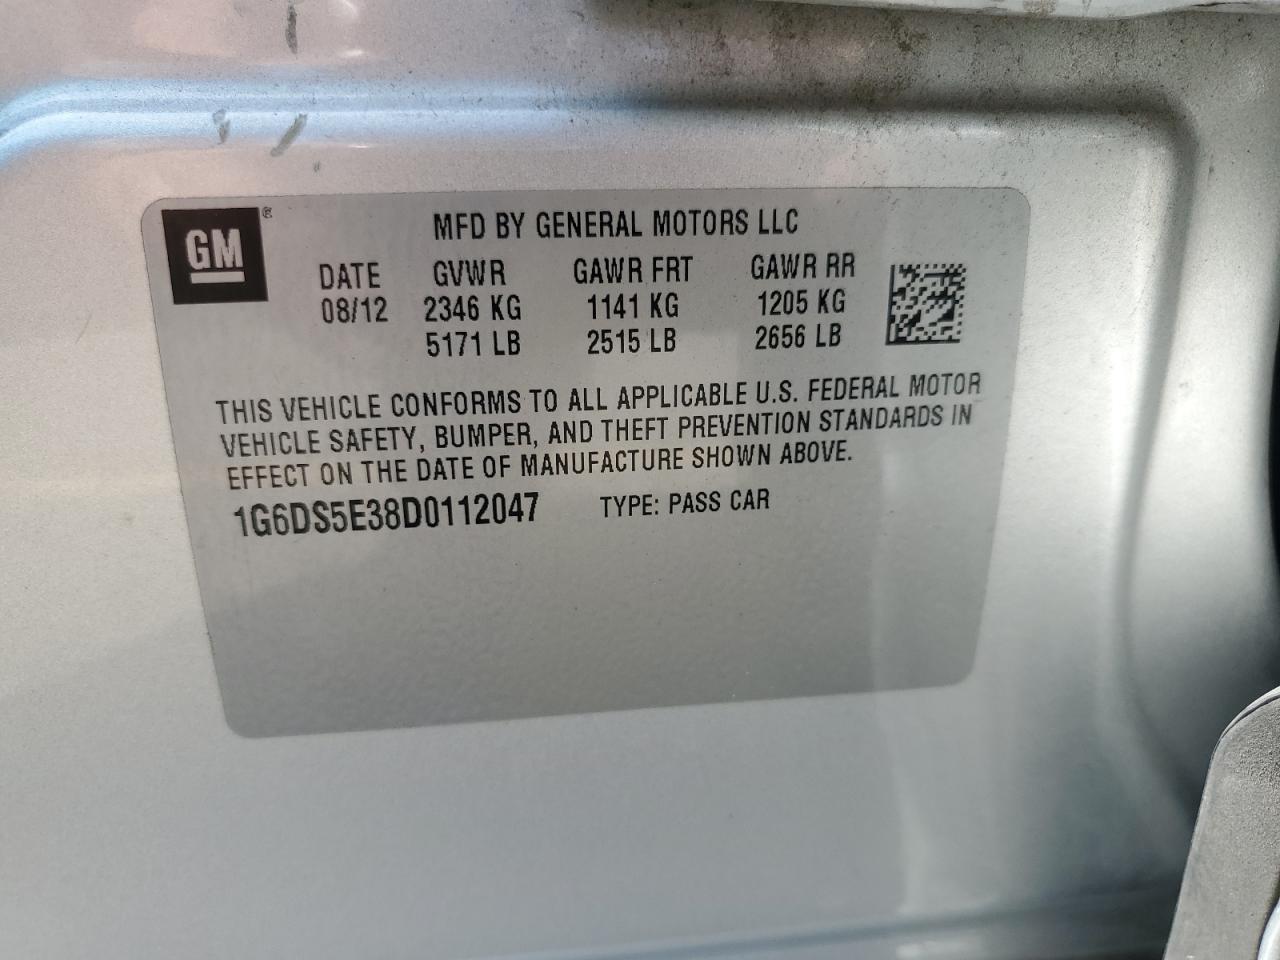 GM®
MFD BY GENERAL MOTORS LLC
DATE GVWR GAWR FRT GAWR RR
08/12 2346 KG 1141 KG 1205 KG
5171 LB 2515 LB 2656 LB
THIS VEHICLE CONFORMS TO ALL APPLICABLE U.S. FEDERAL MOTOR
VEHICLE SAFETY, BUMPER, AND THEFT PREVENTION STANDARDS IN
EFFECT ON THE DATE OF MANUFACTURE SHOWN ABOVE.
1G6DS5E38D0112047 TYPE: PASS CAR